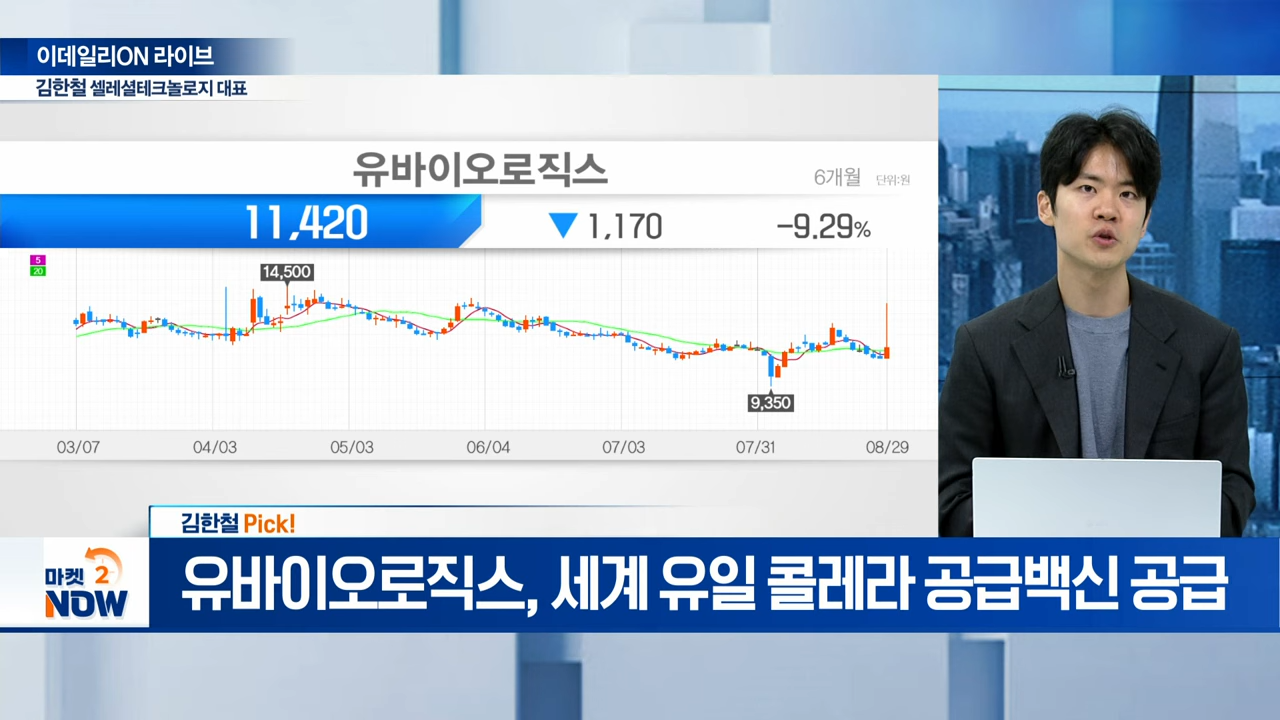 이데일리ON 라이브
김한철 셀레셜테크놀로지 대표
유바이오로직스
6개월 단위:원
11,420 ▼ 1,170 -9.29%
5
20
14,500
9,350
03/07 04/03 05/03 06/04 07/03 07/31 08/29
김한철 Pick!
마켓 2
NOW
유바이오로직스, 세계 유일 콜레라 공급백신 공급